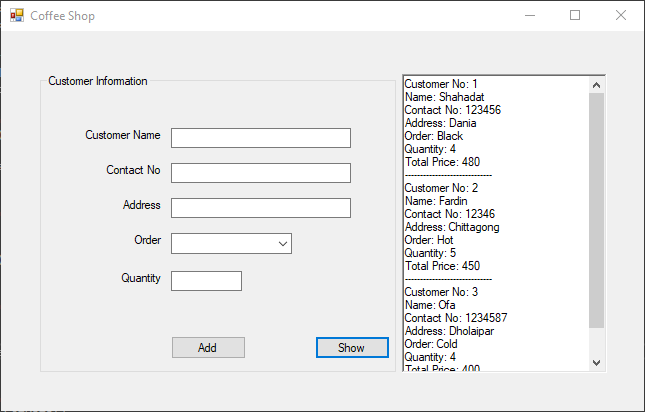 Coffee Shop
Customer Information
Customer Name
Contact No
Address
Order
Quantity
Add
Show
Customer No: 1
Name: Shahadat
Contact No: 123456
Address: Dania
Order: Black
Quantity: 4
Total Price: 480
------------------------------
Customer No: 2
Name: Fardin
Contact No: 12346
Address: Chittagong
Order: Hot
Quantity: 5
Total Price: 450
------------------------------
Customer No: 3
Name: Ofa
Contact No: 1234587
Address: Dholaipar
Order: Cold
Quantity: 4
Total Price: 400